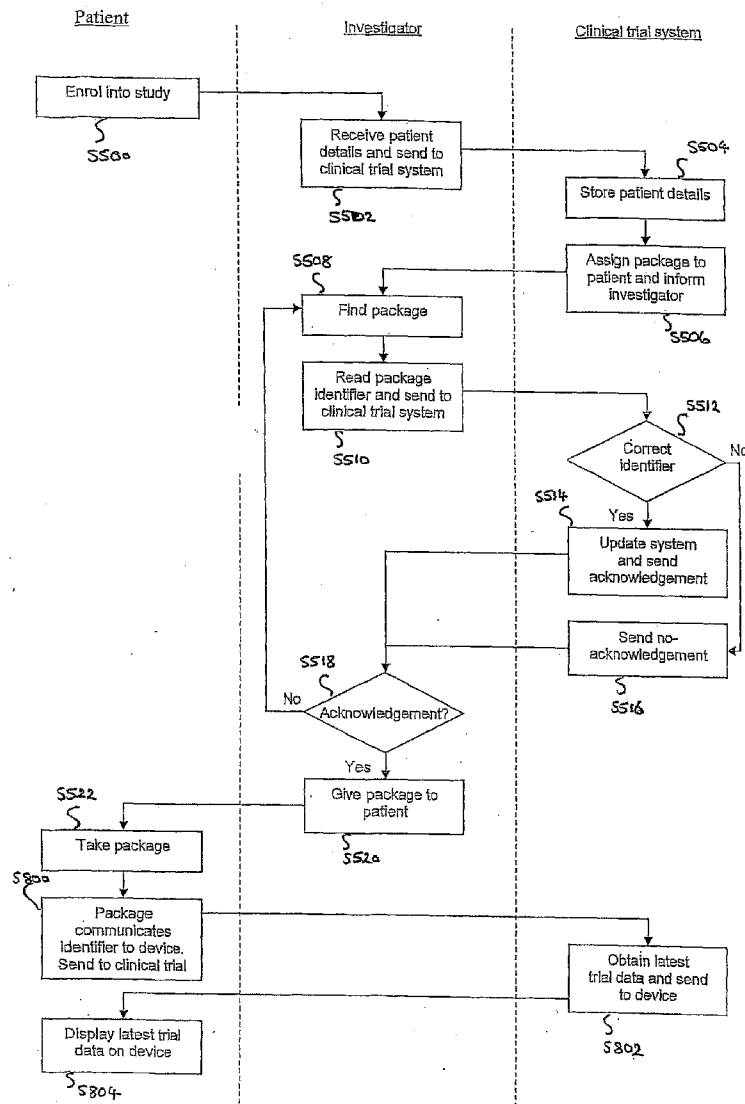 Patient
Investigator
Clinical trial system
Enrol into study
S500
Receive patient
details and send to
clinical trial system
S502
S504
Store patient details
Assign package to
patient and inform
investigator
S506
S508
Find package
Read package
identifier and send to
clinical trial system
S510
S512
Correct
identifier
No
Yes
S514
Update system
and send
acknowledgement
Send no-
acknowledgement
S516
S518
No
Acknowledgement?
Yes
Give package to
patient
S520
S522
Take package
S800
Package
communicates
identifier to device.
Send to clinical trial
Obtain latest
trial data and send
to device
S802
Display latest trial
data on device
S804